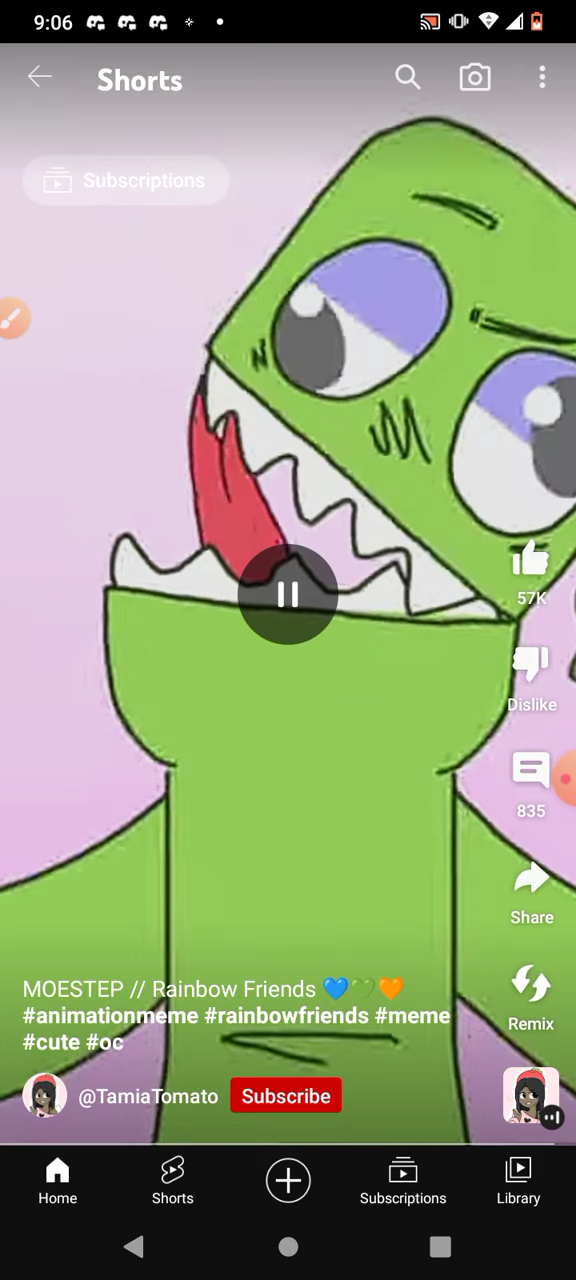 9:06
Shorts
Subscriptions
57K
Dislike
835
Share
MOESTEP // Rainbow Friends 💙💚🧡
#animationmeme #rainbowfriends #meme
#cute #oc
Remix
@TamiaTomato
Subscribe
Home
Shorts
Subscriptions
Library